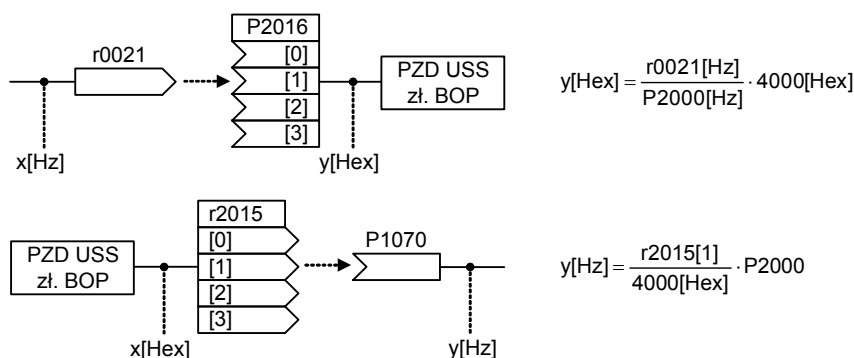 P2016
r0021
[0]
[1]
[2]
[3]
PZD USS
zł. BOP
x[Hz]
y[Hex]
y[Hex] = r0021[Hz] / P2000[Hz] · 4000[Hex]
r2015
PZD USS
zł. BOP
[0]
[1]
[2]
[3]
P1070
x[Hex]
y[Hz]
y[Hz] = r2015[1] / 4000[Hex] · P2000